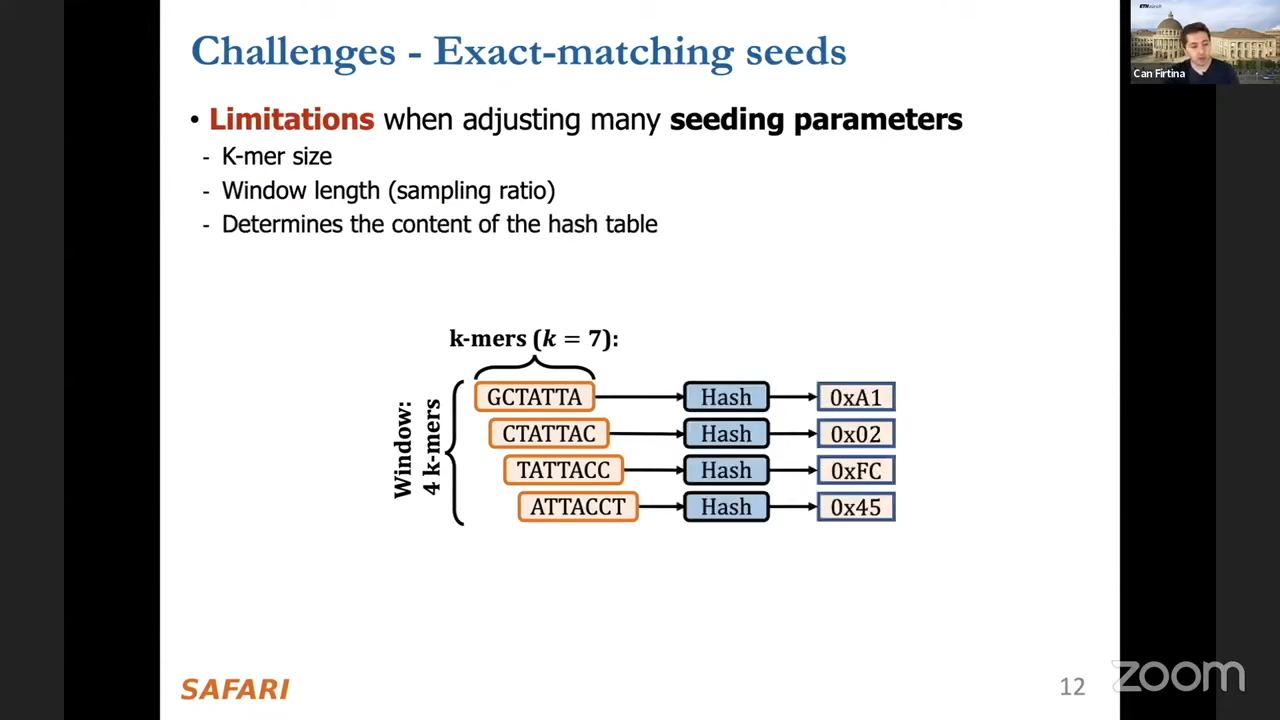 Challenges - Exact-matching seeds
• Limitations when adjusting many seeding parameters
- K-mer size
- Window length (sampling ratio)
- Determines the content of the hash table
k-mers (k = 7):
Window:
4 k-mers
GCTATTA Hash 0xA1
CTATTAC Hash 0x02
TATTACC Hash 0xFC
ATTACCT Hash 0x45
SAFARI
12
zoom
ETH zürich
Can Firtina